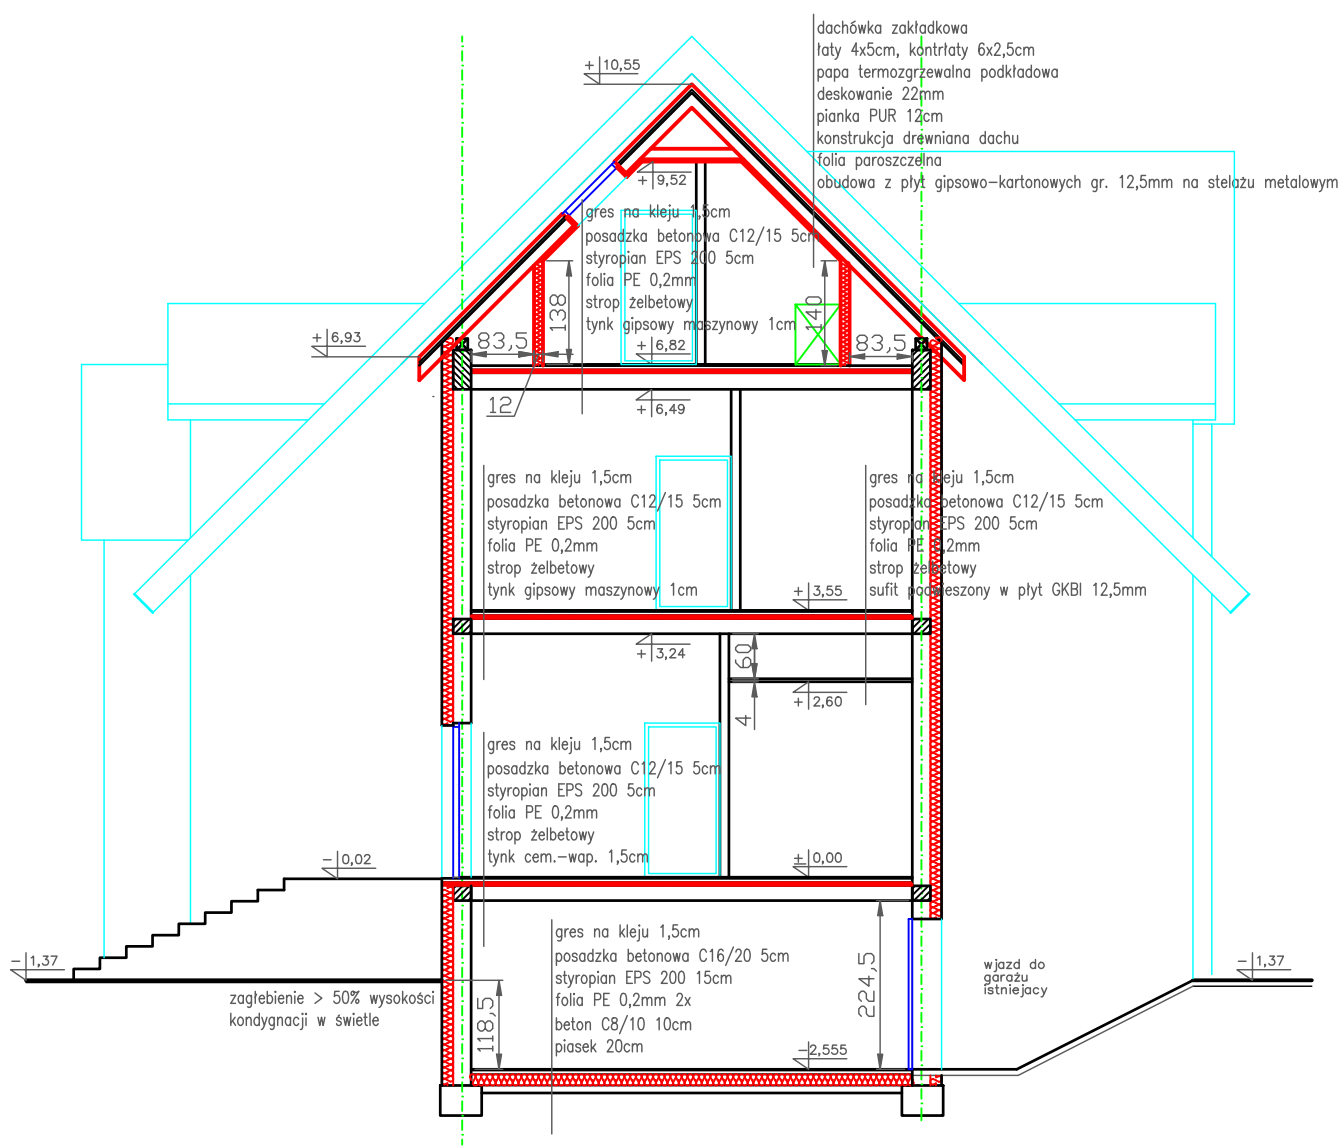 dachówka zakładkowa
łaty 4x5cm, kontrłaty 6x2,5cm
papa termozgrzewalna podkładowa
deskowanie 22mm
pianka PUR 12cm
konstrukcja drewniana dachu
folia paroszczelna
obudowa z płyt gipsowo-kartonowych gr. 12,5mm na stelażu metalowym
+10,55
+9,52
gres na kleju 1,5cm
posadzka betonowa C12/15 5cm
styropian EPS 200 5cm
folia PE 0,2mm
strop żelbetowy
tynk gipsowy maszynowy 1cm
138
140
+6,93
83,5
+6,82
83,5
12
+6,49
gres na kleju 1,5cm
posadzka betonowa C12/15 5cm
styropian EPS 200 5cm
folia PE 0,2mm
strop żelbetowy
tynk gipsowy maszynowy 1cm
gres na kleju 1,5cm
posadzka betonowa C12/15 5cm
styropian EPS 200 5cm
folia PE 0,2mm
strop żelbetowy
sufit podwieszony w płyt GKBI 12,5mm
+3,55
+3,24
60
+2,60
4
gres na kleju 1,5cm
posadzka betonowa C12/15 5cm
styropian EPS 200 5cm
folia PE 0,2mm
strop żelbetowy
tynk cem.-wap. 1,5cm
-0,02
±0,00
-1,37
zagłebienie > 50% wysokości
kondygnacji w świetle
118,5
gres na kleju 1,5cm
posadzka betonowa C16/20 5cm
styropian EPS 200 15cm
folia PE 0,2mm 2x
beton C8/10 10cm
piasek 20cm
224,5
-2,555
wjazd do
garażu
istniejacy
-1,37